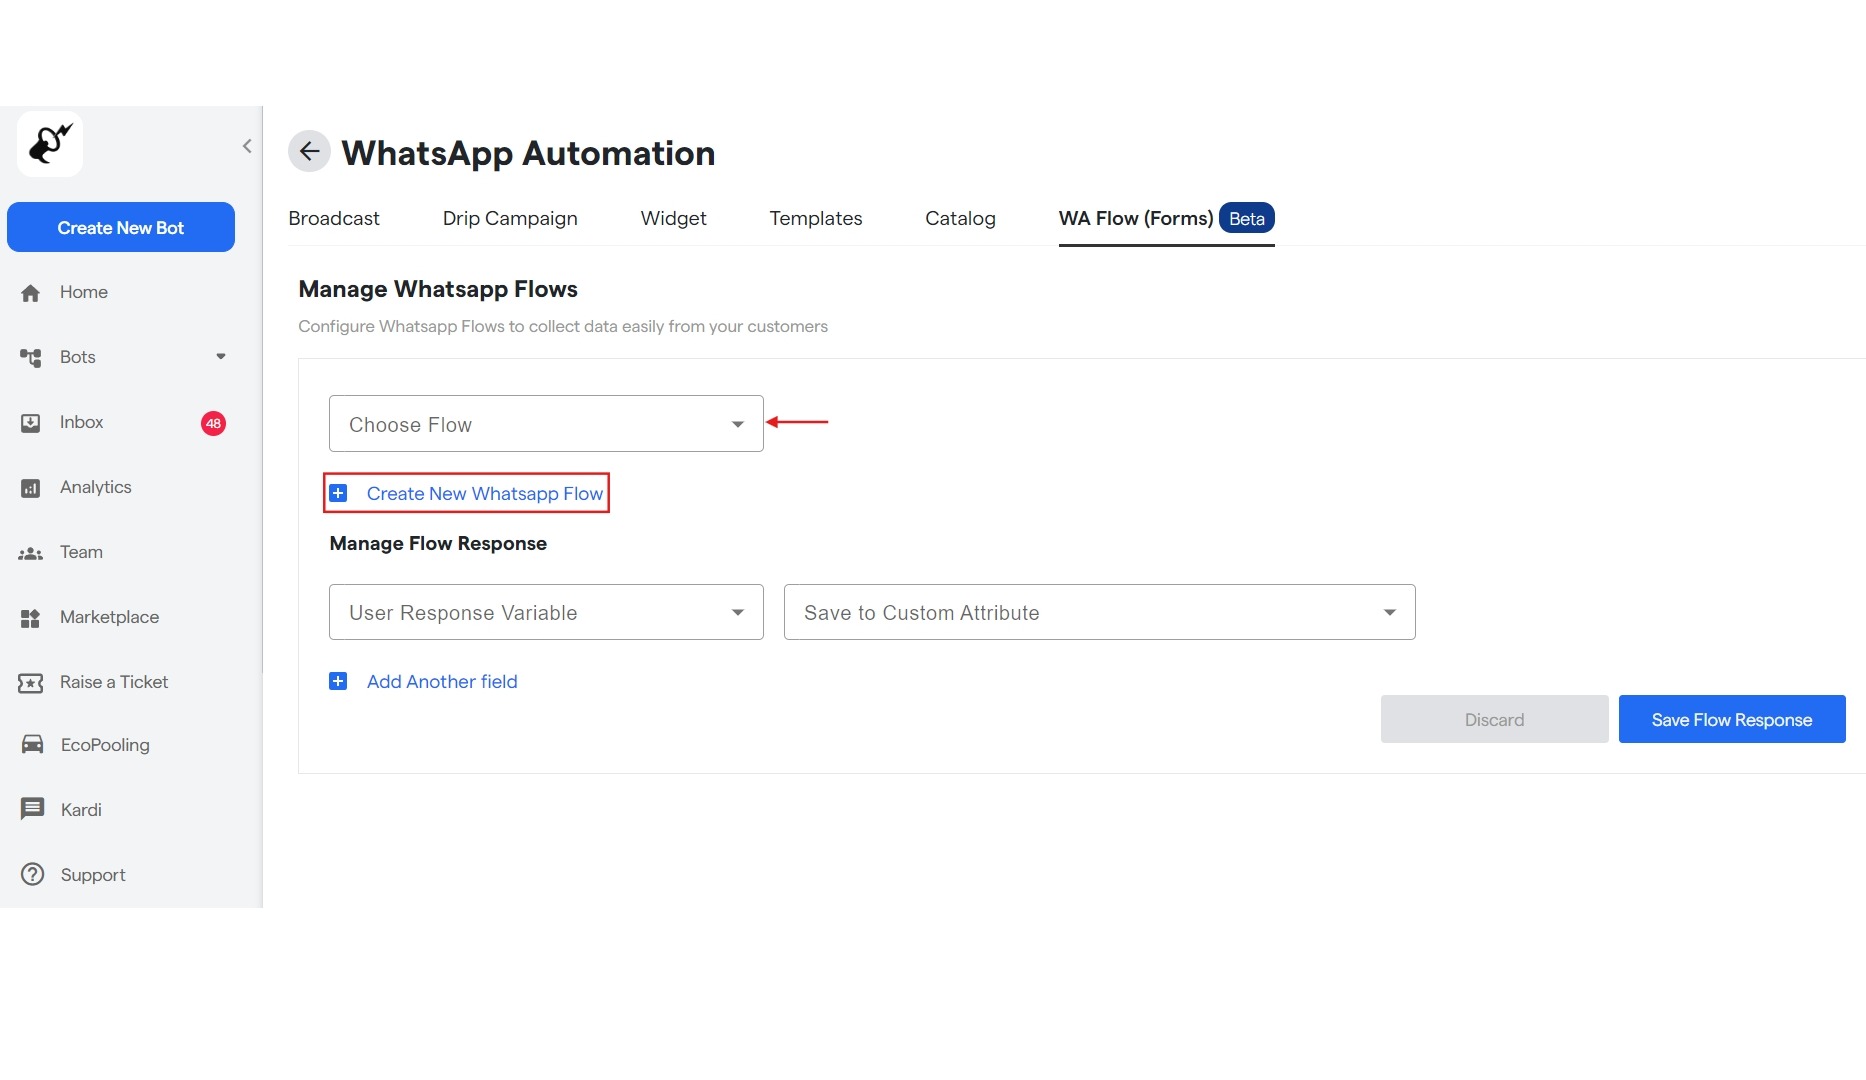 Create New Bot
Home
Bots
Inbox
48
Analytics
Team
Marketplace
Raise a Ticket
EcoPooling
Kardi
Support
WhatsApp Automation
Broadcast
Drip Campaign
Widget
Templates
Catalog
WA Flow (Forms) Beta
Manage Whatsapp Flows
Configure Whatsapp Flows to collect data easily from your customers
Choose Flow
Create New Whatsapp Flow
Manage Flow Response
User Response Variable
Save to Custom Attribute
Add Another field
Discard
Save Flow Response